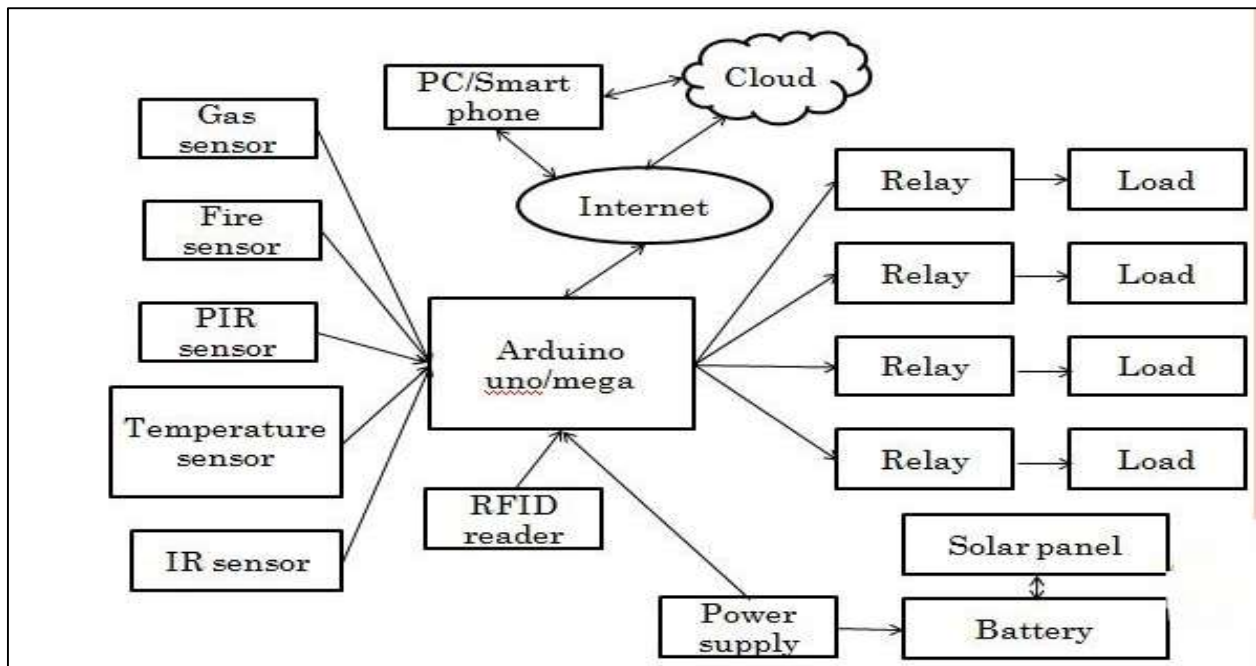 PC/Smart
phone
Cloud
Gas
sensor
Internet
Relay
Load
Fire
sensor
Relay
Load
PIR
sensor
Arduino
uno/mega
Relay
Load
Temperature
sensor
Relay
Load
RFID
reader
IR sensor
Solar panel
Power
supply
Battery